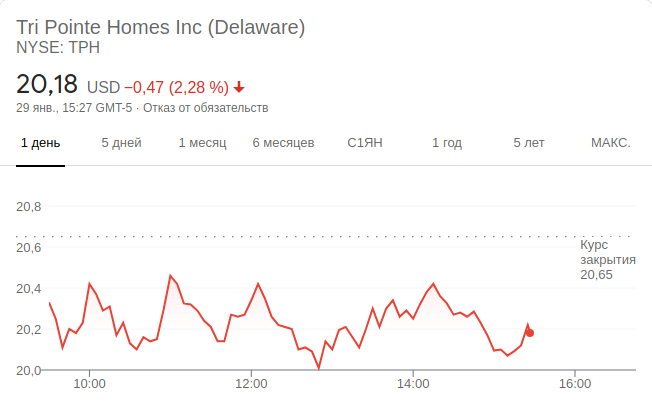 Tri Pointe Homes Inc (Delaware)
NYSE: TPH
20,18 USD −0,47 (2,28 %)
29 янв., 15:27 GMT-5 · Отказ от обязательств
1 день 5 дней 1 месяц 6 месяцев С1ЯН 1 год 5 лет МАКС.
20,8
20,6
20,4
20,2
20,0
Курс
закрытия
20,65
10:00 12:00 14:00 16:00